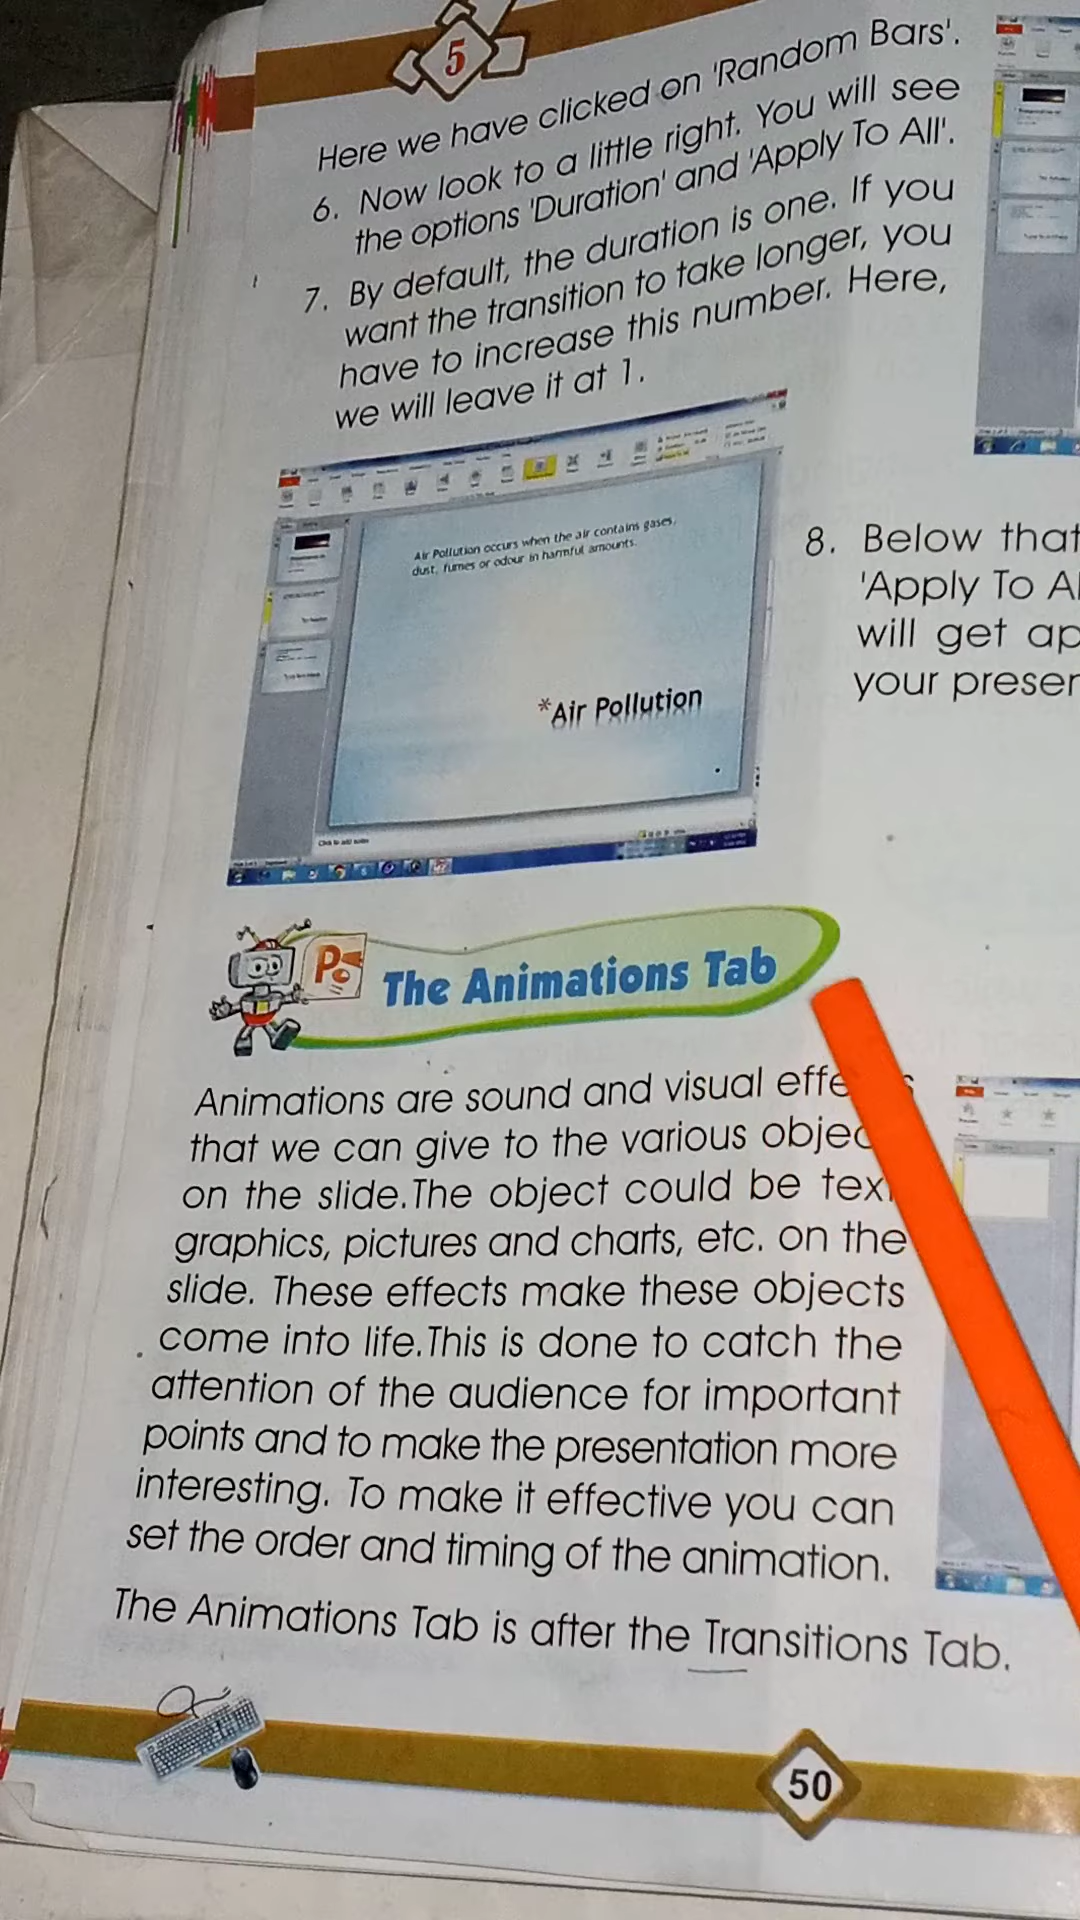 5
Here we have clicked on 'Random Bars'.
6. Now look to a little right. You will see
the options 'Duration' and 'Apply To All'.
7. By default, the duration is one. If you
want the transition to take longer, you
have to increase this number. Here,
we will leave it at 1.
Air Pollution occurs when the air contains gases,
dust, fumes or odour in harmful amounts.
*Air Pollution
Click to add notes
8. Below that
'Apply To
will get
your
The Animations Tab
Animations are sound and visual
that we can give to the various
on the slide.The object could be
graphics, pictures and charts, etc. on the
slide. These effects make these objects
come into life.This is done to catch the
attention of the audience for important
points and to make the presentation more
interesting. To make it effective you can
set the order and timing of the animation.
The Animations Tab is after the Transitions Tab.
50